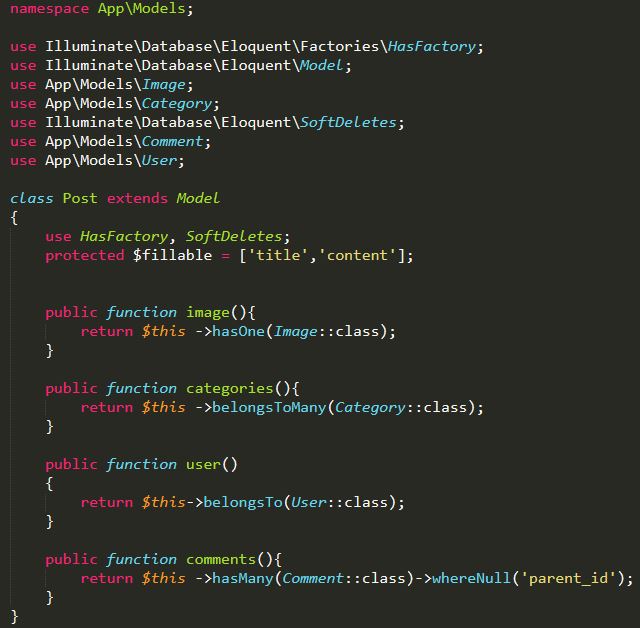 namespace App\Models;
use Illuminate\Database\Eloquent\Factories\HasFactory;
use Illuminate\Database\Eloquent\Model;
use App\Models\Image;
use App\Models\Category;
use Illuminate\Database\Eloquent\SoftDeletes;
use App\Models\Comment;
use App\Models\User;
class Post extends Model
{
    use HasFactory, SoftDeletes;
    protected $fillable = ['title','content'];
    public function image(){
        return $this ->hasOne(Image::class);
    }
    public function categories(){
        return $this ->belongsToMany(Category::class);
    }
    public function user()
    {
        return $this->belongsTo(User::class);
    }
    public function comments(){
        return $this ->hasMany(Comment::class)->whereNull('parent_id');
    }
}